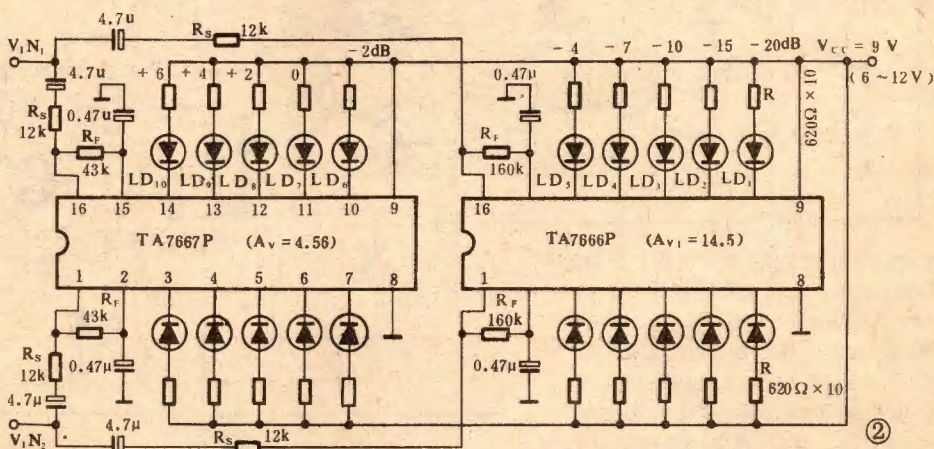 4.7u
Rs 12k
V₁N₁
-2dB
-4 -7 -10 -15 -20dB
Vcc = 9 V
(6~12V)
4.7u
+6 +4 +2 0
0.47μ
620Ω×10
Rs
12k
0.47u
RF
43k
RF
160k
R
LD₁₀ LD₉ LD₈ LD₇ LD₆
LD₅ LD₄ LD₃ LD₂ LD₁
16 15 14 13 12 11 10 9
16 9
TA7667P (Av = 4.56)
TA7666P (Av₁ = 14.5)
1 2 3 4 5 6 7 8
1 8
RF
43k
RF
160k
Rs
12k
0.47μ
0.47μ
R
620Ω×10
4.7μ
V₁N₂
4.7μ
Rs 12k
②